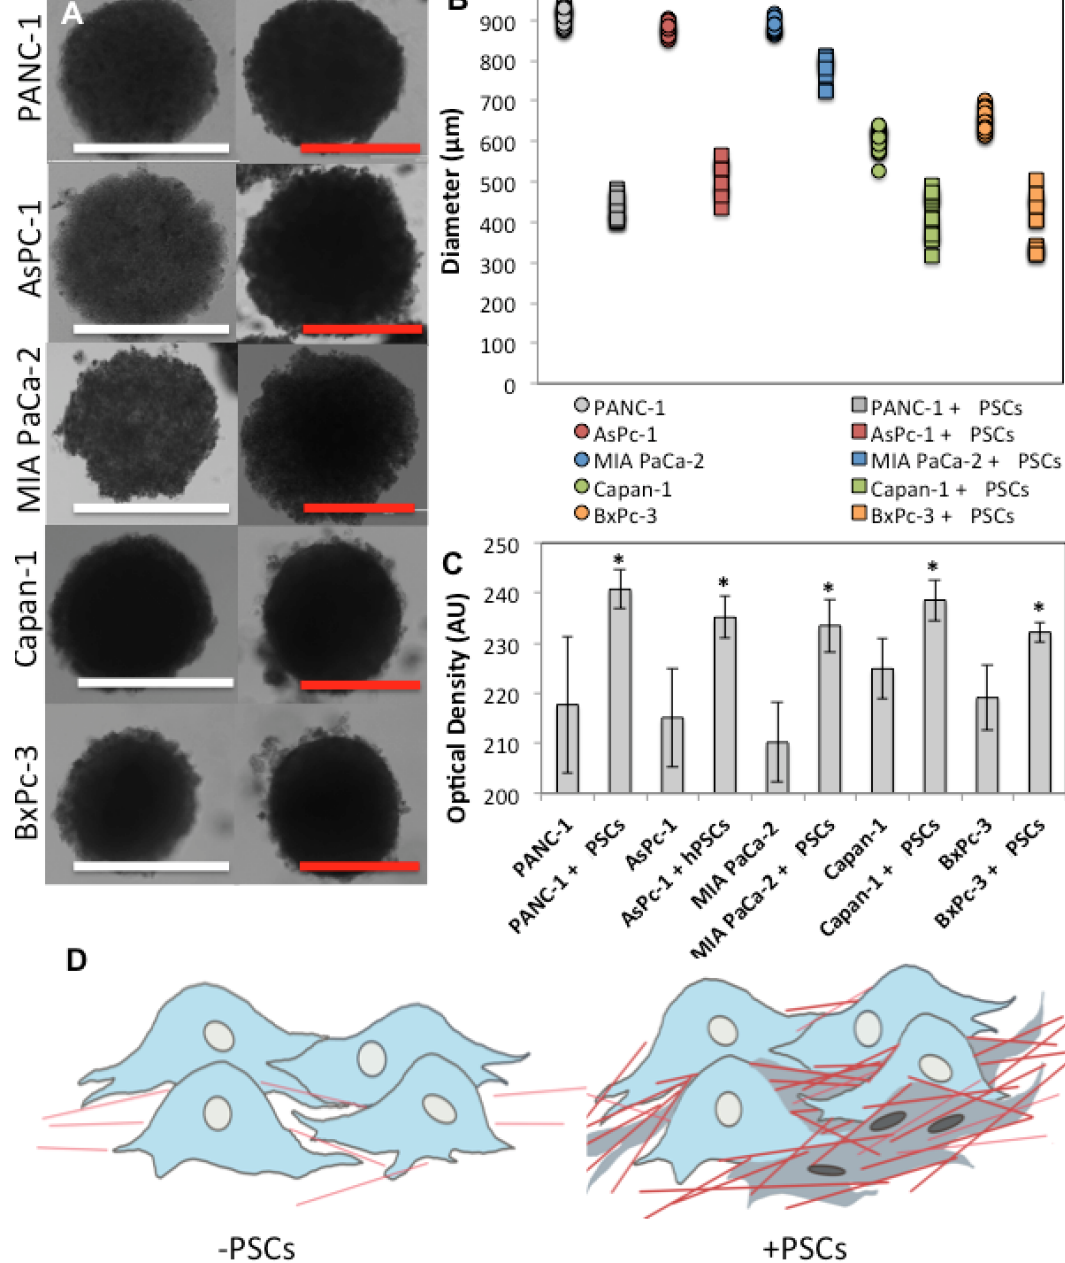 A
PANC-1
AsPC-1
MIA PaCa-2
Capan-1
BxPc-3
B
Diameter (μm)
900
800
700
600
500
400
300
200
100
0
PANC-1
AsPc-1
MIA PaCa-2
Capan-1
BxPc-3
PANC-1 + PSCs
AsPc-1 + PSCs
MIA PaCa-2 + PSCs
Capan-1 + PSCs
BxPc-3 + PSCs
C
Optical Density (AU)
250
240
230
220
210
200
* * * * *
PANC-1
PANC-1 + PSCs
AsPc-1
AsPc-1 + hPSCs
MIA PaCa-2
MIA PaCa-2 + PSCs
Capan-1
Capan-1 + PSCs
BxPc-3
BxPc-3 + PSCs
D
-PSCs
+PSCs